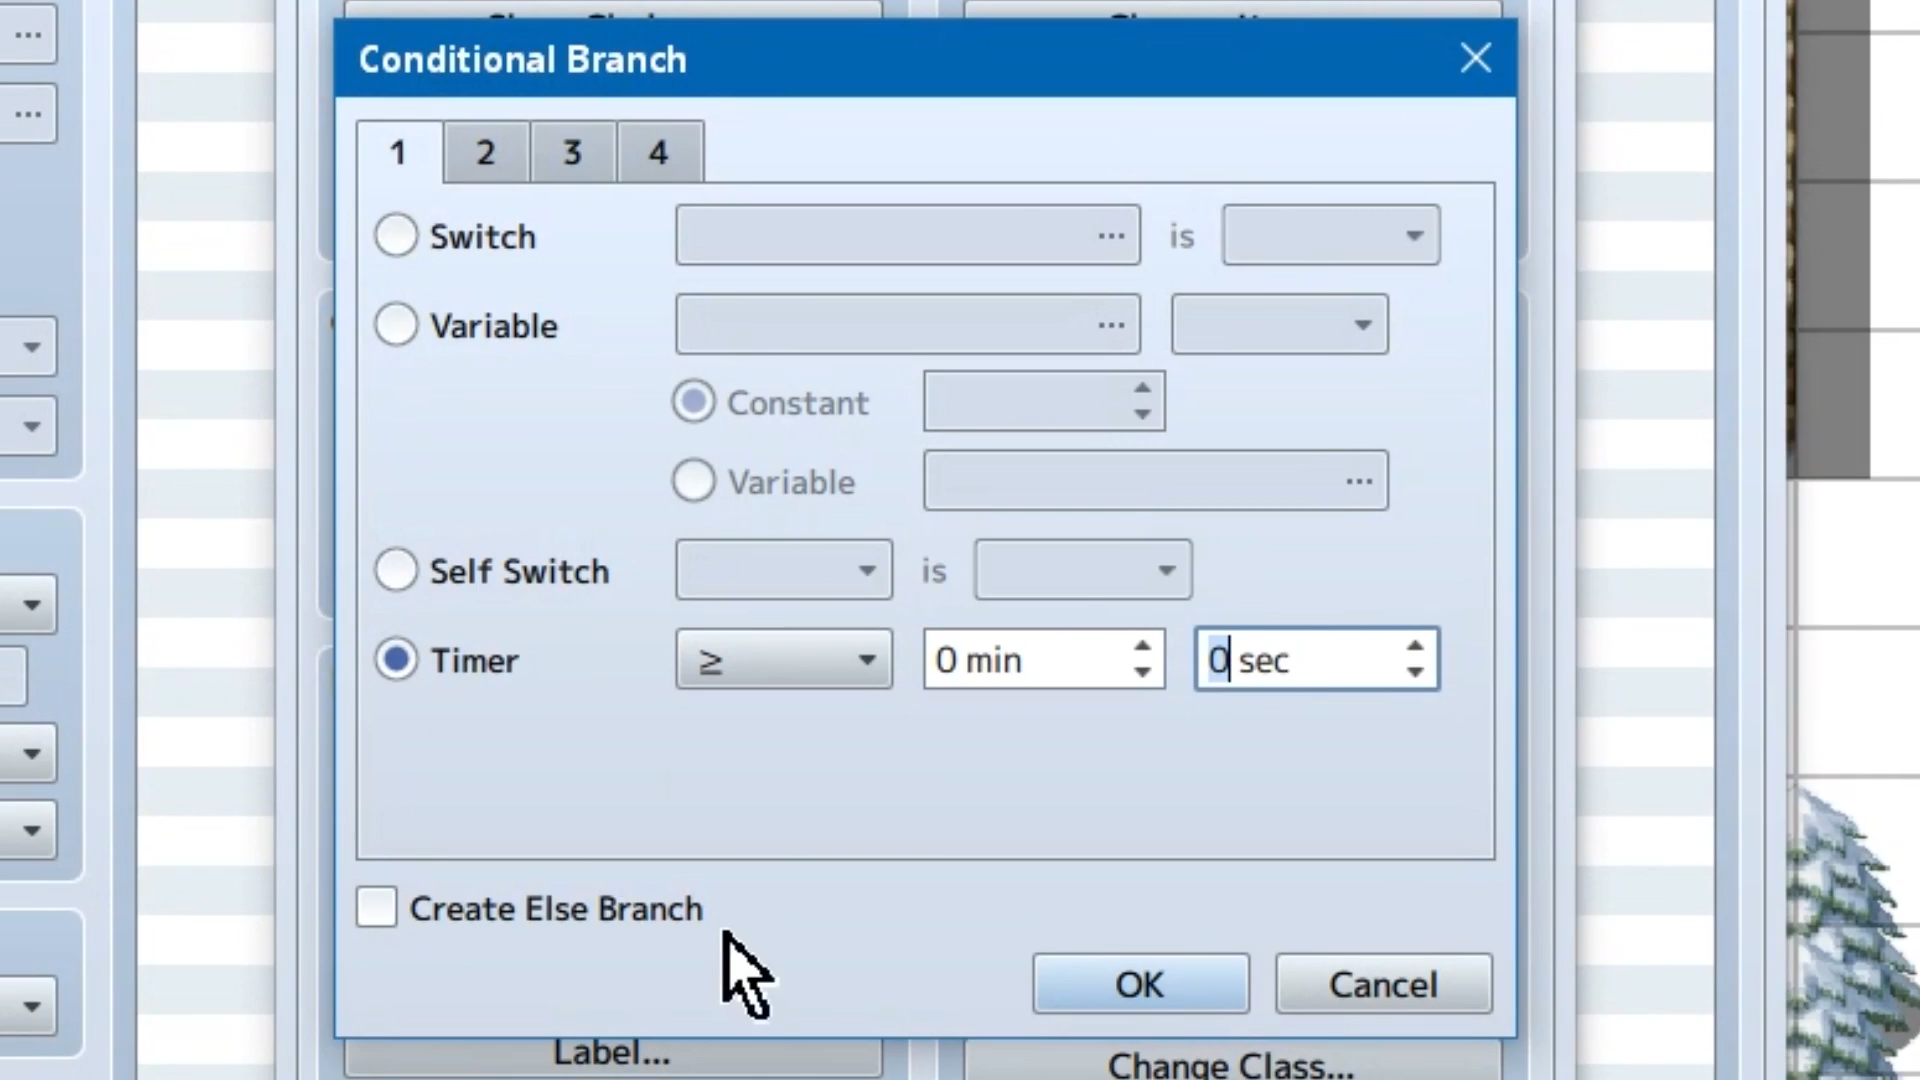 Conditional Branch
1 2 3 4
Switch ... is
Variable ...
Constant
Variable ...
Self Switch is
Timer ≥ 0 min 0 sec
Create Else Branch
OK Cancel
Label...
Change Class...